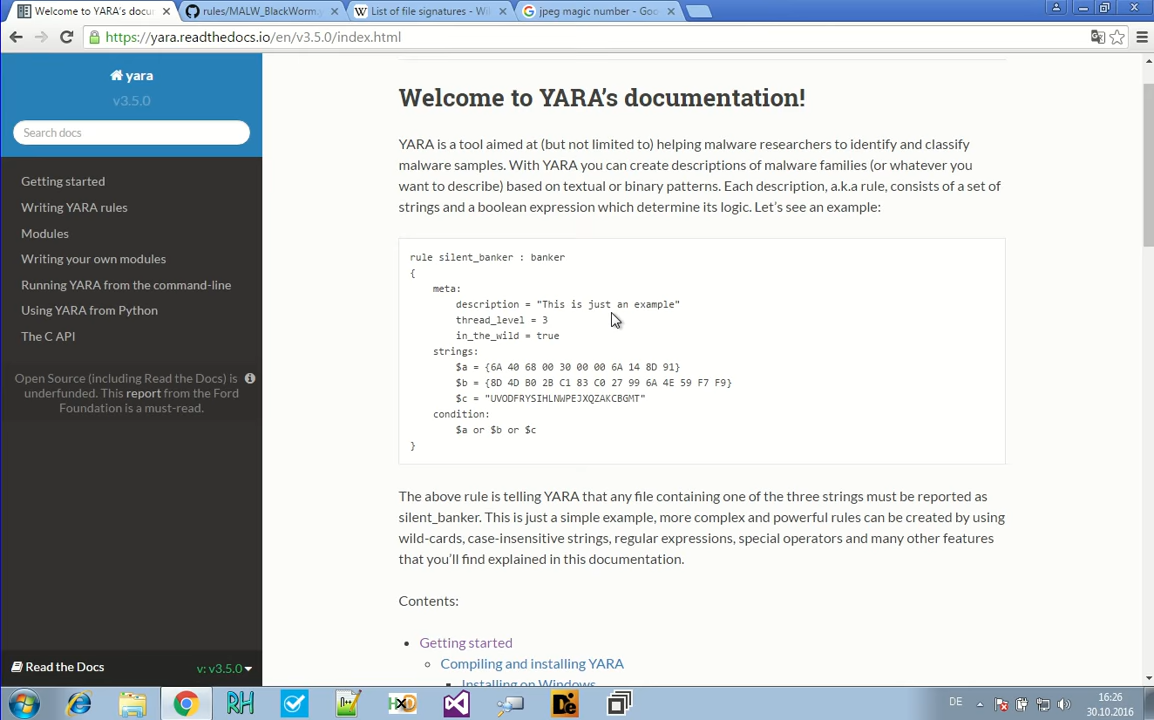 Welcome to YARA's docu
rules/MALW_BlackWorm.y
List of file signatures - Wi
jpeg magic number - Goo
https://yara.readthedocs.io/en/v3.5.0/index.html
yara
v3.5.0
Search docs
Getting started
Writing YARA rules
Modules
Writing your own modules
Running YARA from the command-line
Using YARA from Python
The C API
Open Source (including Read the Docs) is
underfunded. This report from the Ford
Foundation is a must-read.
Read the Docs
v: v3.5.0
Welcome to YARA's documentation!
YARA is a tool aimed at (but not limited to) helping malware researchers to identify and classify
malware samples. With YARA you can create descriptions of malware families (or whatever you
want to describe) based on textual or binary patterns. Each description, a.k.a rule, consists of a set of
strings and a boolean expression which determine its logic. Let's see an example:
rule silent_banker : banker
{
meta:
description = "This is just an example"
thread_level = 3
in_the_wild = true
strings:
$a = {6A 40 68 00 30 00 00 6A 14 8D 91}
$b = {8D 4D B0 2B C1 83 C0 27 99 6A 4E 59 F7 F9}
$c = "UVODFRYSIHLNWPEJXQZAKCBGMT"
condition:
$a or $b or $c
}
The above rule is telling YARA that any file containing one of the three strings must be reported as
silent_banker. This is just a simple example, more complex and powerful rules can be created by using
wild-cards, case-insensitive strings, regular expressions, special operators and many other features
that you'll find explained in this documentation.
Contents:
Getting started
Compiling and installing YARA
Installing on Windows
RH
DE
16:26
30.10.2016